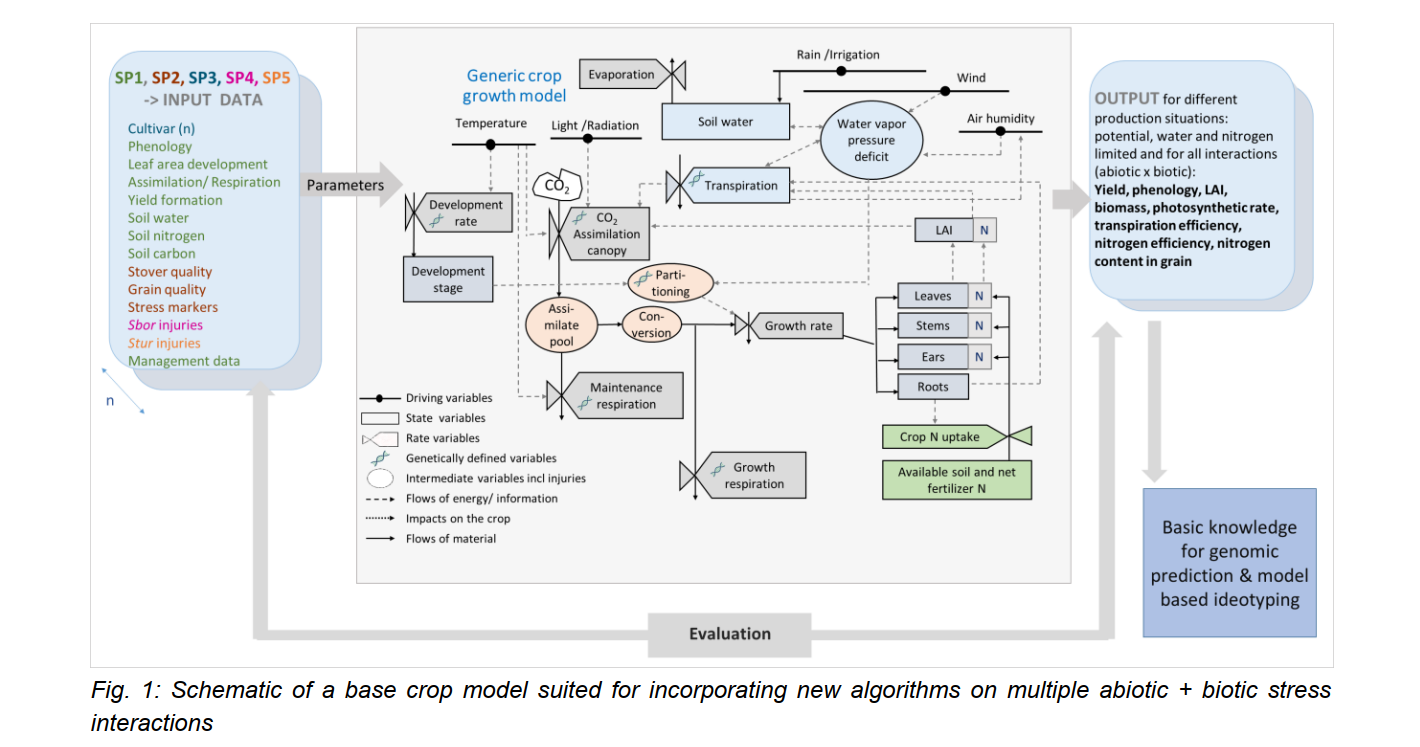 SP1, SP2, SP3, SP4, SP5
-> INPUT DATA
Cultivar (n)
Phenology
Leaf area development
Assimilation/ Respiration
Yield formation
Soil water
Soil nitrogen
Soil carbon
Stover quality
Grain quality
Stress markers
Sbor injuries
Stur injuries
Management data
n
Parameters
Generic crop
growth model
Temperature
Light /Radiation
Evaporation
Rain /Irrigation
Wind
Air humidity
Soil water
Water vapor
pressure
deficit
CO2
Transpiration
Development
rate
CO2
Assimilation
canopy
LAI
N
Development
stage
Parti-
tioning
Leaves
N
Assi-
milate
pool
Con-
version
Growth rate
Stems
N
Ears
N
Roots
Maintenance
respiration
Crop N uptake
Growth
respiration
Available soil and net
fertilizer N
Driving variables
State variables
Rate variables
Genetically defined variables
Intermediate variables incl injuries
Flows of energy/ information
Impacts on the crop
Flows of material
OUTPUT for different
production situations:
potential, water and nitrogen
limited and for all interactions
(abiotic x biotic):
Yield, phenology, LAI,
biomass, photosynthetic rate,
transpiration efficiency,
nitrogen efficiency, nitrogen
content in grain
Basic knowledge
for genomic
prediction & model
based ideotyping
Evaluation
Fig. 1: Schematic of a base crop model suited for incorporating new algorithms on multiple abiotic + biotic stress
interactions